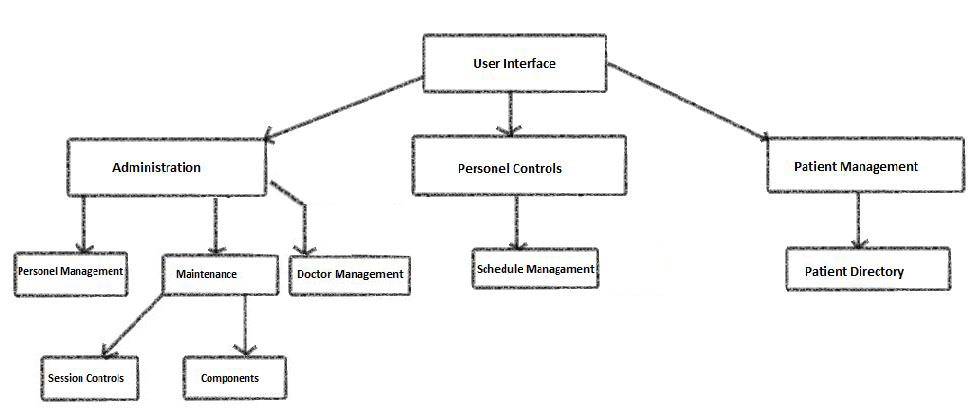 User Interface
Administration
Personel Controls
Patient Management
Personel Management
Maintenance
Doctor Management
Schedule Managament
Patient Directory
Session Controls
Components